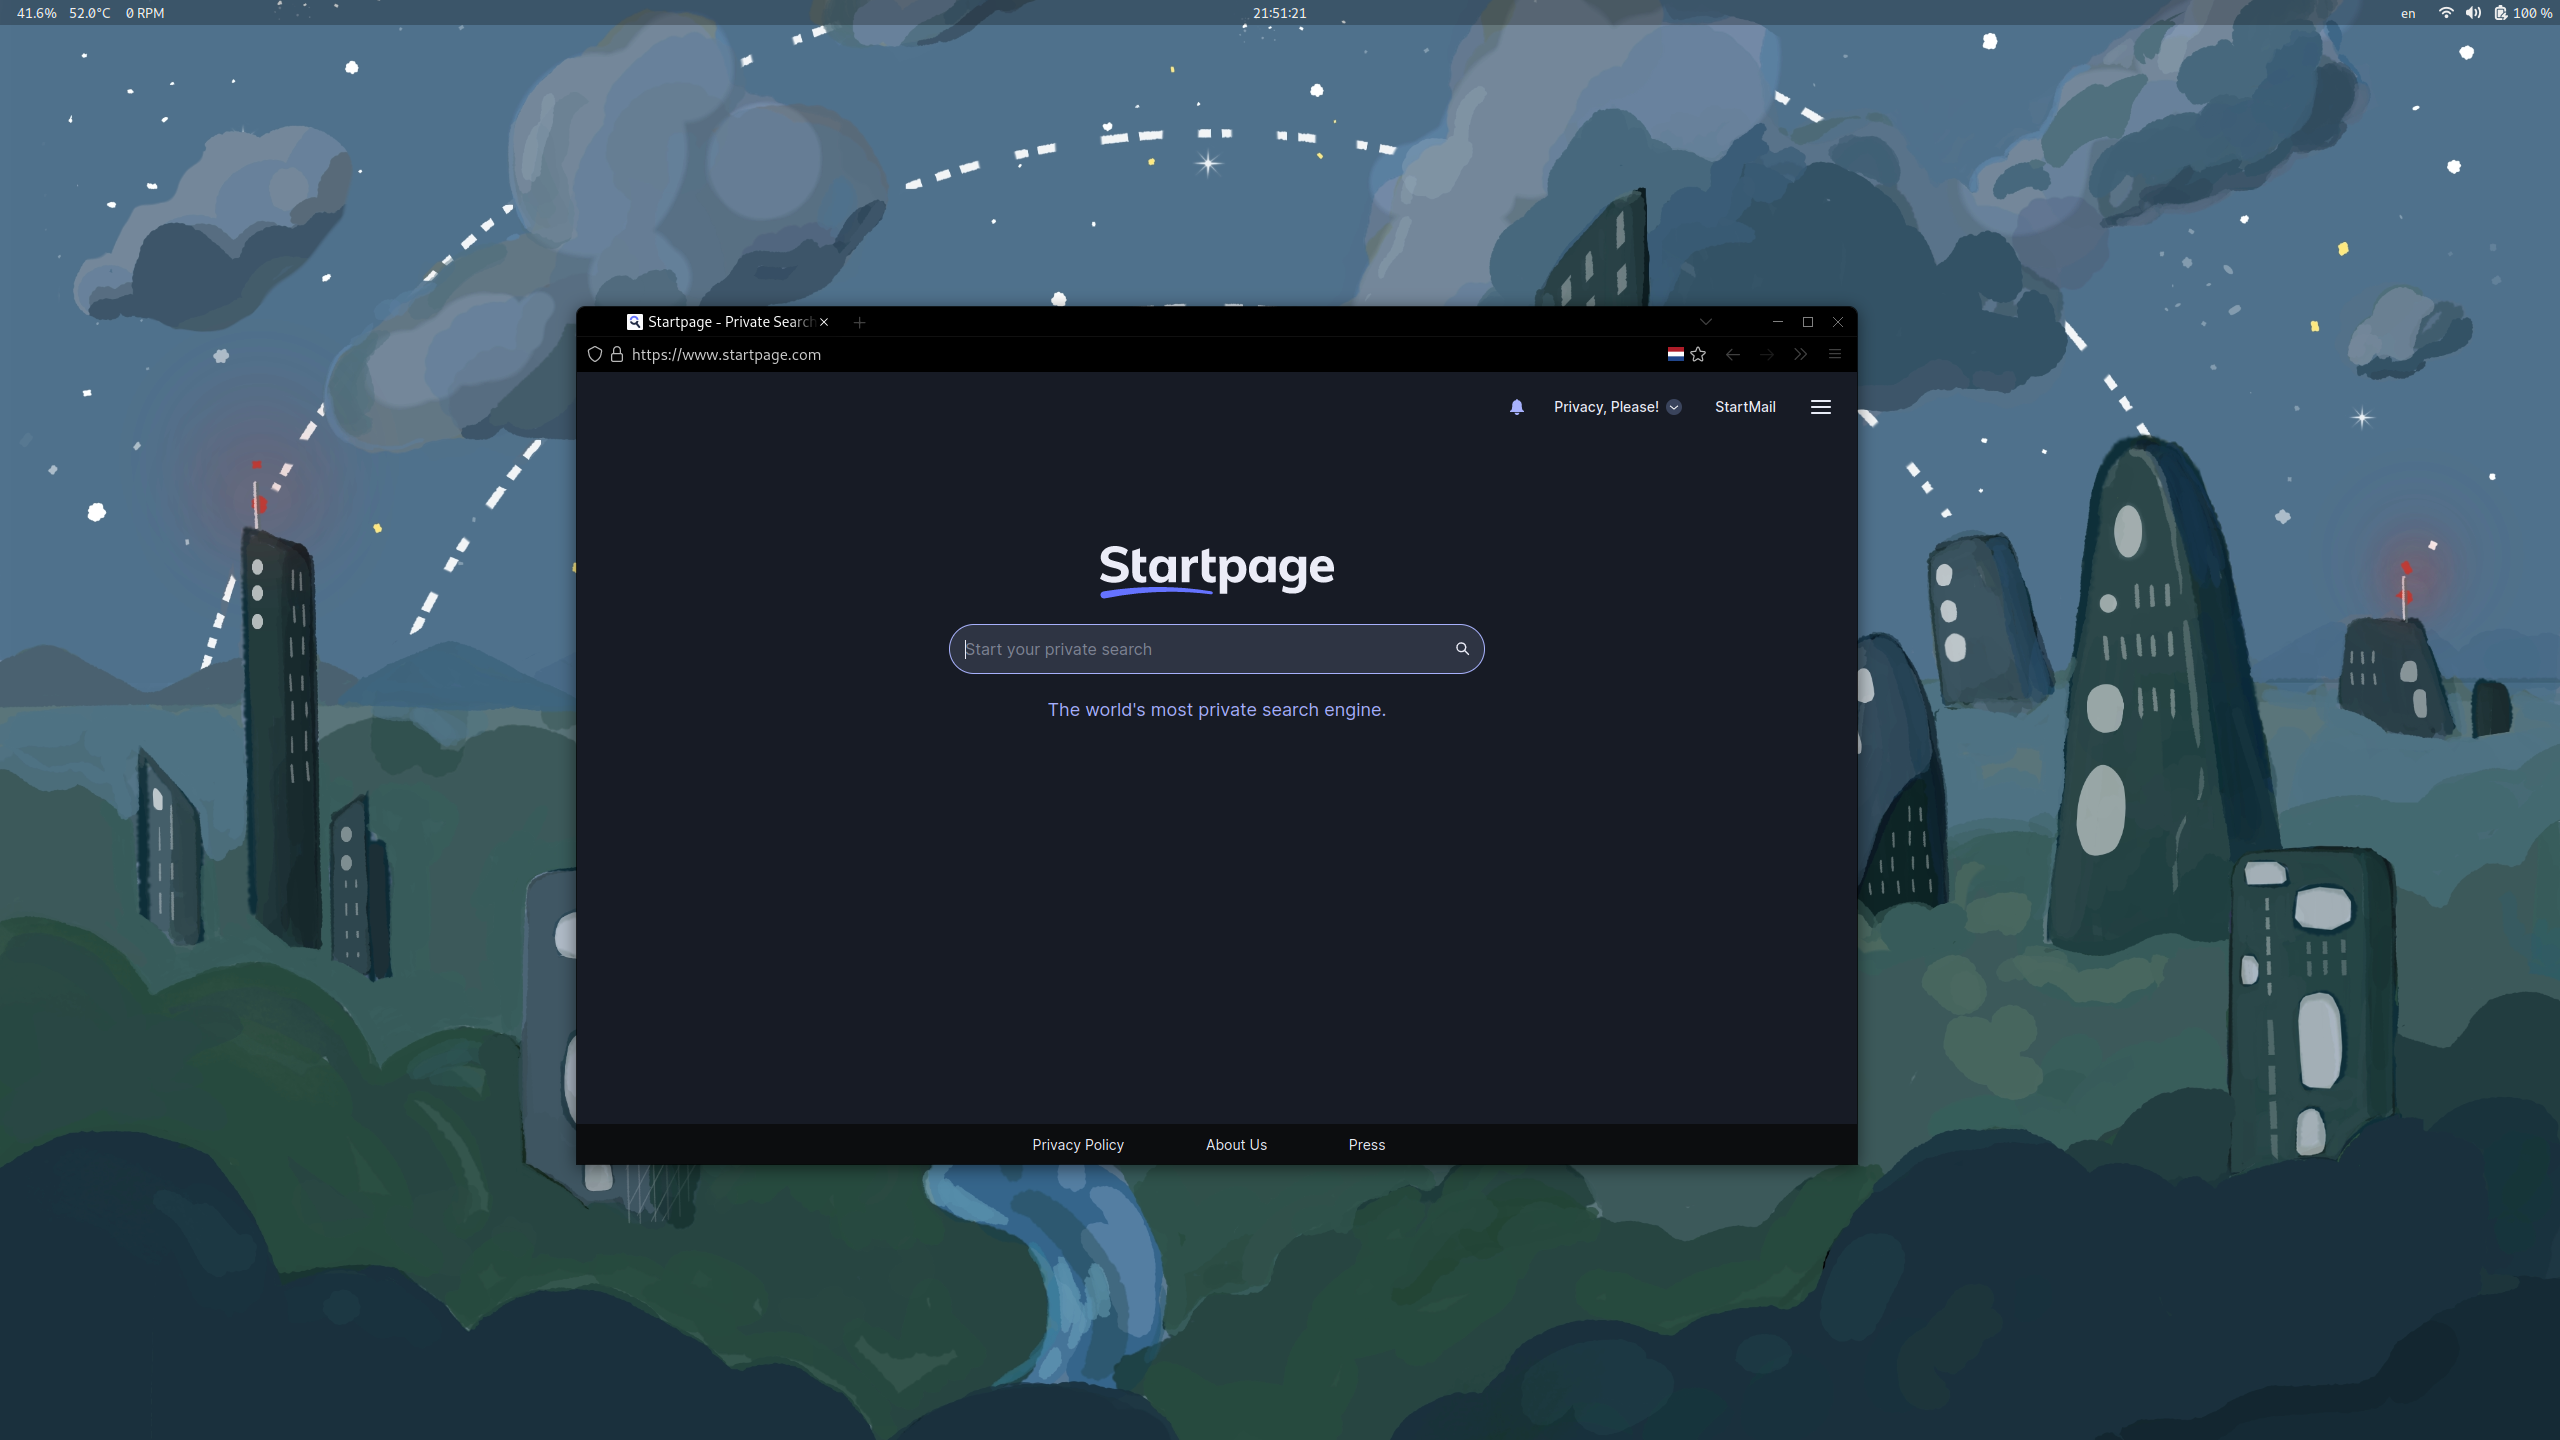 41.6% 52.0°C 0 RPM
21:51:21
en 100 %
Startpage - Private Search
https://www.startpage.com
Privacy, Please! StartMail
Startpage
Start your private search
The world's most private search engine.
Privacy Policy About Us Press